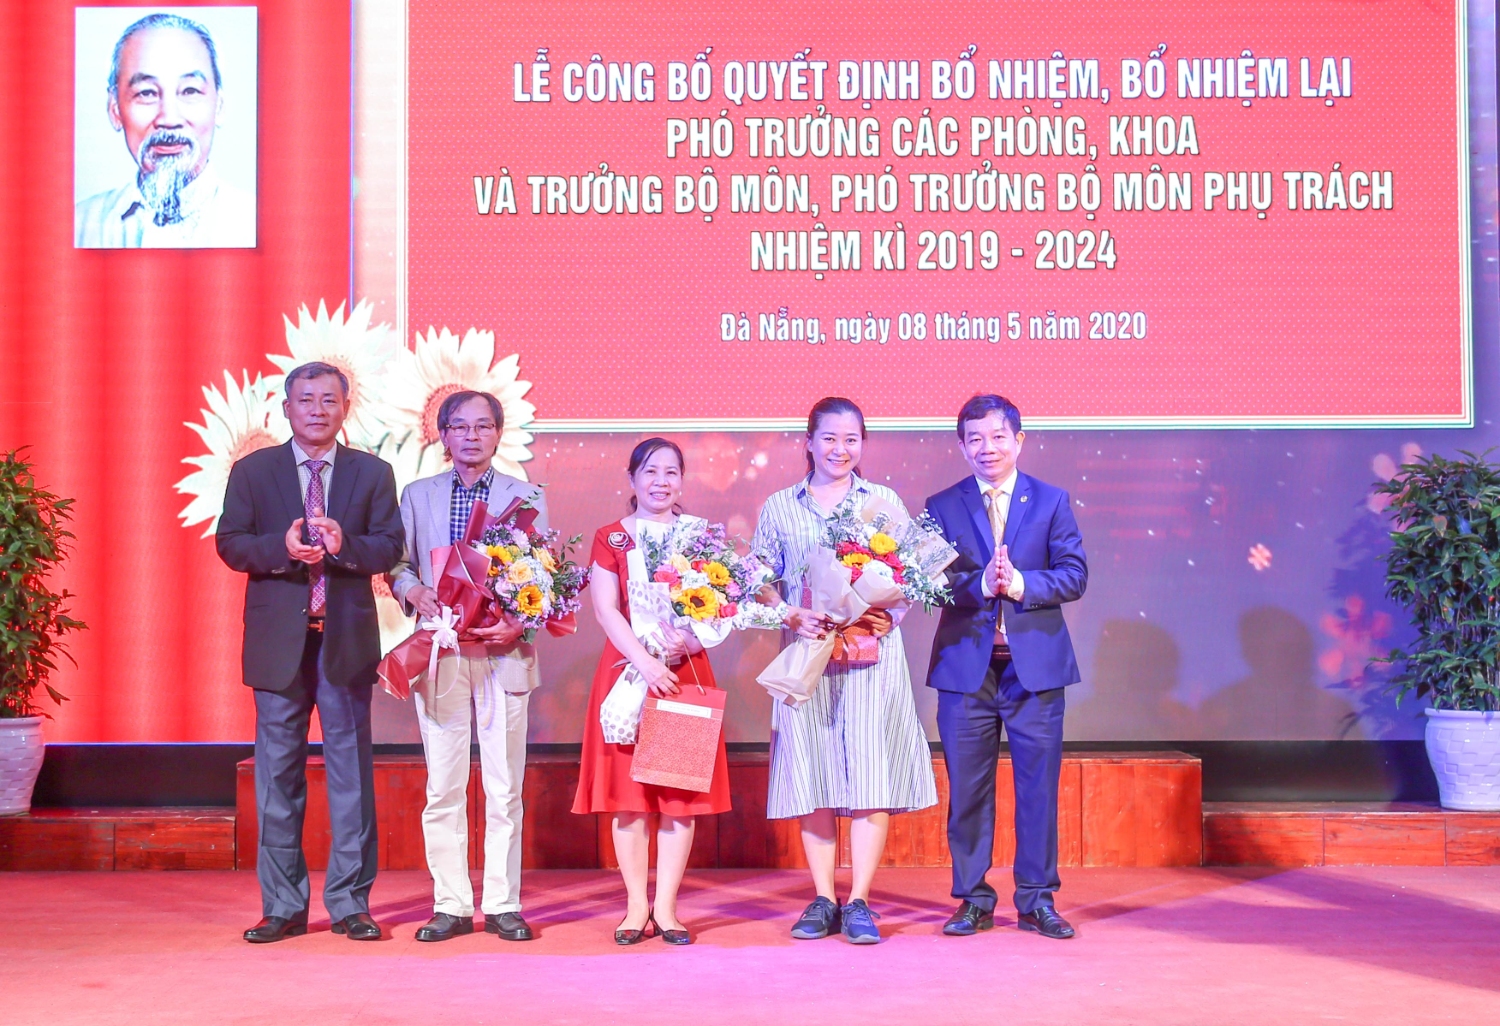 LỄ CÔNG BỐ QUYẾT ĐỊNH BỔ NHIỆM, BỔ NHIỆM LẠI
PHÓ TRƯỞNG CÁC PHÒNG, KHOA
VÀ TRƯỞNG BỘ MÔN, PHÓ TRƯỞNG BỘ MÔN PHỤ TRÁCH
NHIỆM KÌ 2019 - 2024
Đà Nẵng, ngày 08 tháng 5 năm 2020